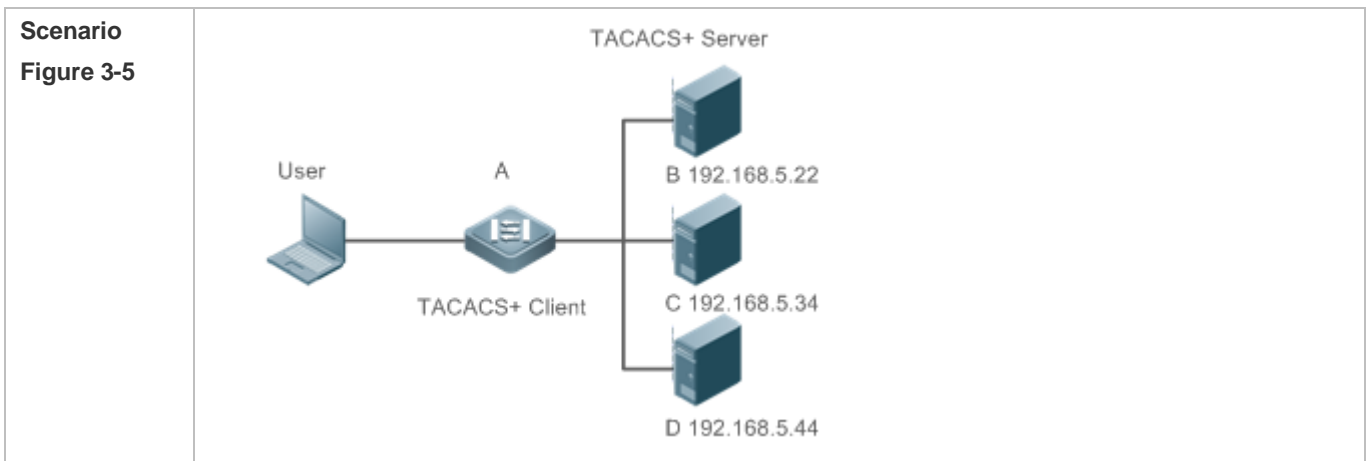 Scenario
Figure 3-5
TACACS+ Server
User
A
B 192.168.5.22
TACACS+ Client
C 192.168.5.34
D 192.168.5.44